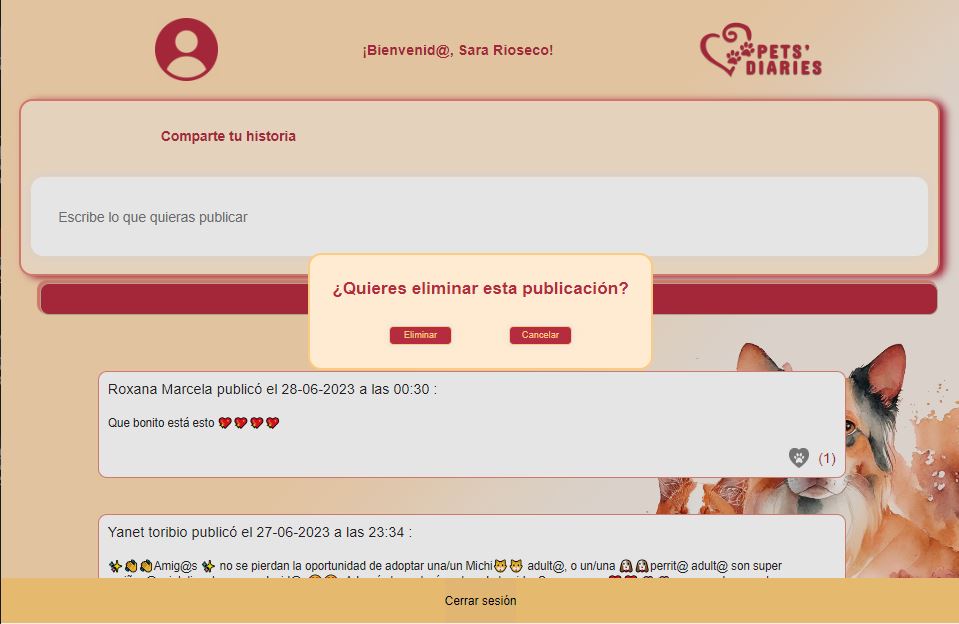 ¡Bienvenid@, Sara Rioseco!
PETS'
DIARIES
Comparte tu historia
Escribe lo que quieras publicar
¿Quieres eliminar esta publicación?
Eliminar
Cancelar
Roxana Marcela publicó el 28-06-2023 a las 00:30 :
Que bonito está esto 💖💖💖💖
(1)
Yanet toribio publicó el 27-06-2023 a las 23:34 :
✨👏👏Amig@s ✨ no se pierdan la oportunidad de adoptar una/un Michi🐱🐱 adult@, o un/una 🐶🐶perrit@ adult@ son super
Cerrar sesión